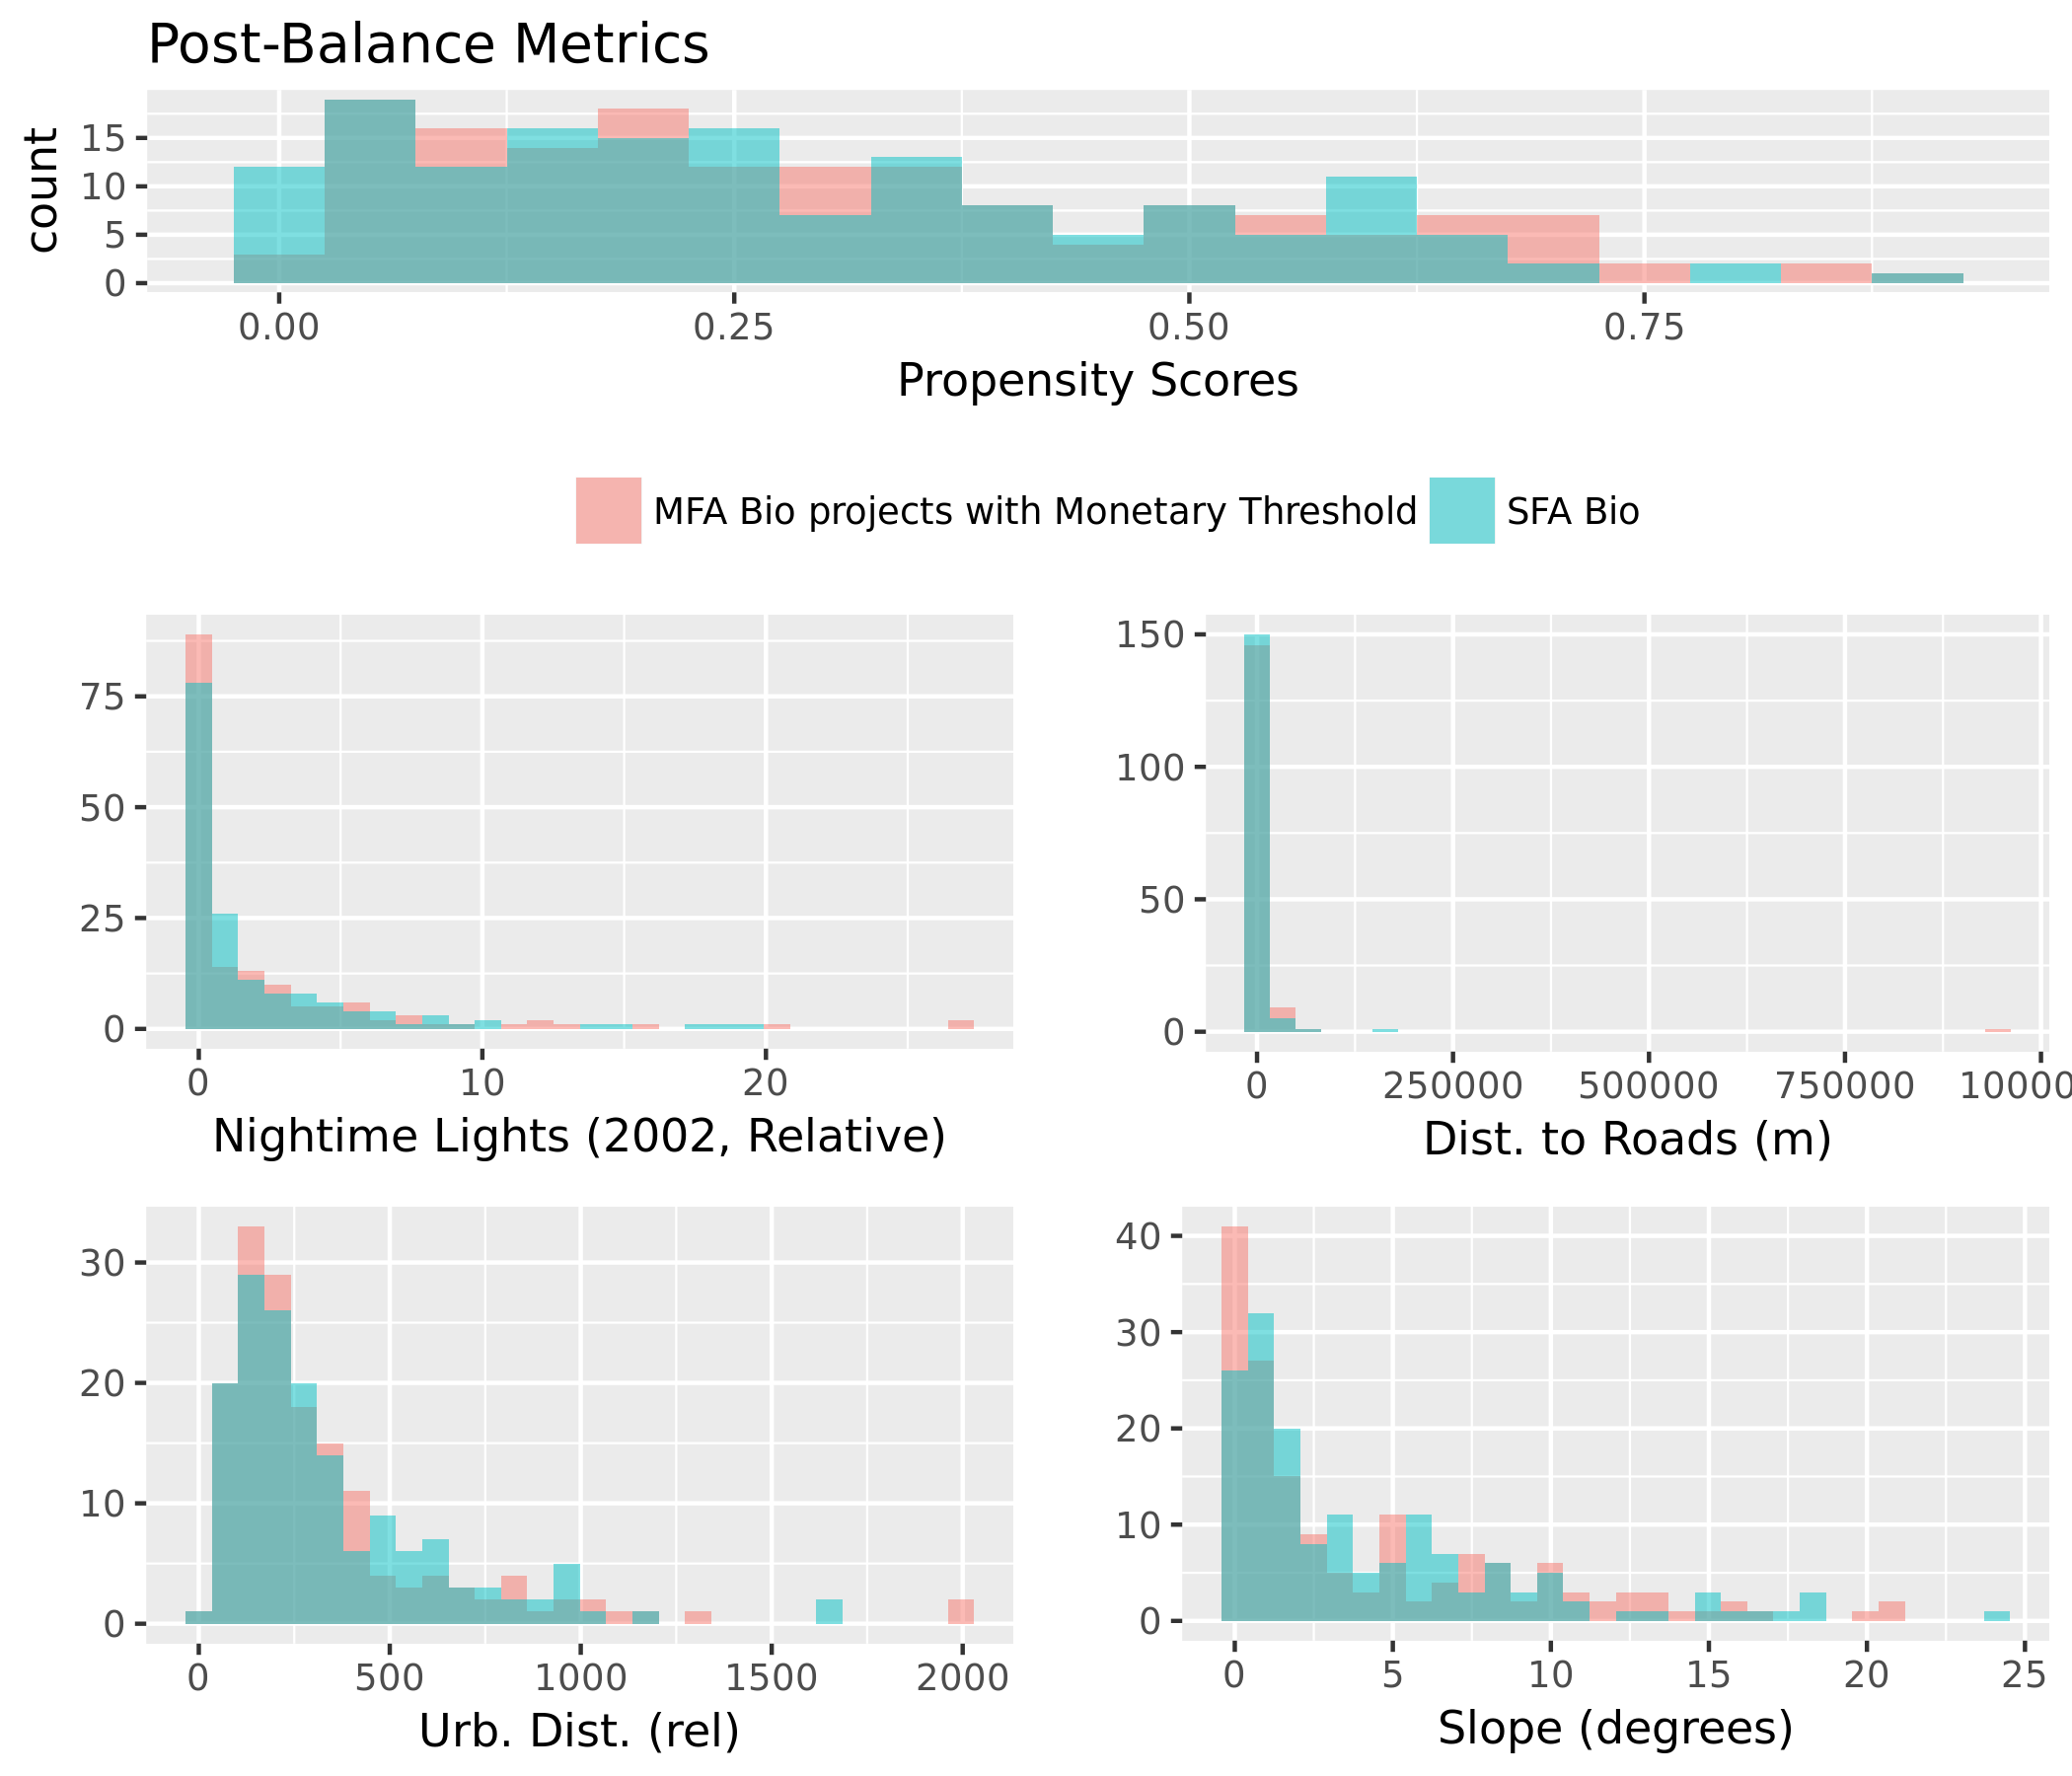 Post-Balance Metrics
count
15
10
5
0
0.00 0.25 0.50 0.75
Propensity Scores
MFA Bio projects with Monetary Threshold SFA Bio
75
50
25
0
0 10 20
Nightime Lights (2002, Relative)
150
100
50
0
0 250000 500000 750000 10000
Dist. to Roads (m)
30
20
10
0
0 500 1000 1500 2000
Urb. Dist. (rel)
40
30
20
10
0
0 5 10 15 20 25
Slope (degrees)